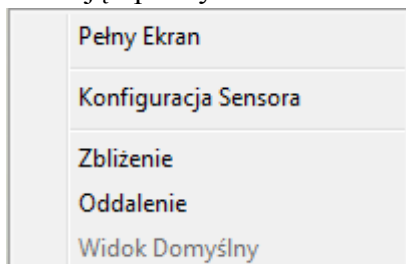 Pełny Ekran
Konfiguracja Sensora
Zbliżenie
Oddalenie
Widok Domyślny